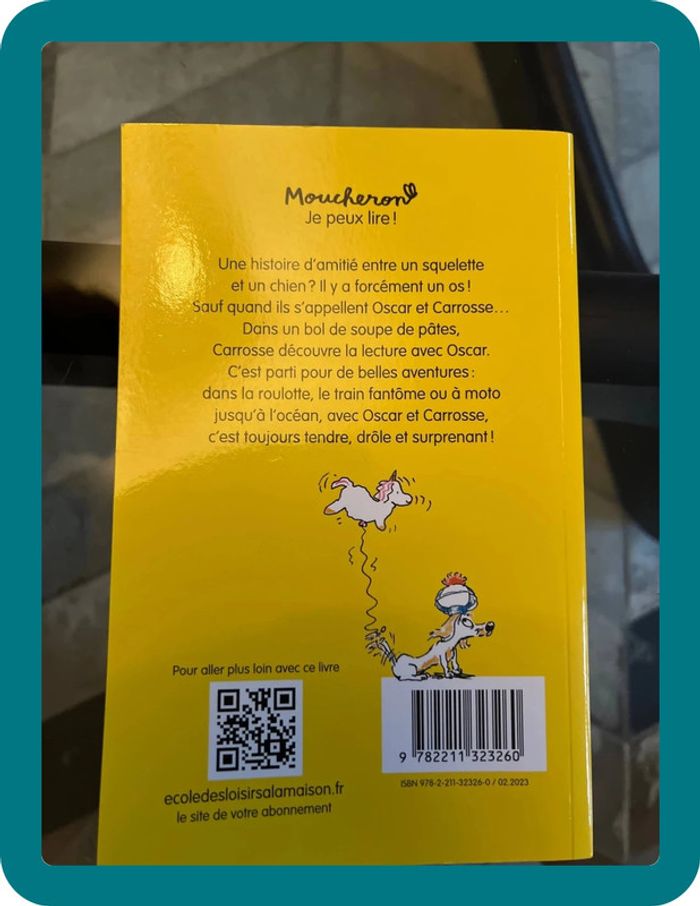 Moucheron
Je peux lire !
Une histoire d'amitié entre un squelette
et un chien ? Il y a forcément un os !
Sauf quand ils s'appellent Oscar et Carrosse…
Dans un bol de soupe de pâtes,
Carrosse découvre la lecture avec Oscar.
C'est parti pour de belles aventures :
dans la roulotte, le train fantôme ou à moto
jusqu'à l'océan, avec Oscar et Carrosse,
c'est toujours tendre, drôle et surprenant !
Pour aller plus loin avec ce livre
ecoledesloisirsalamaison.fr
le site de votre abonnement
9 782211 323260
ISBN 978-2-211-32326-0 / 02.2023